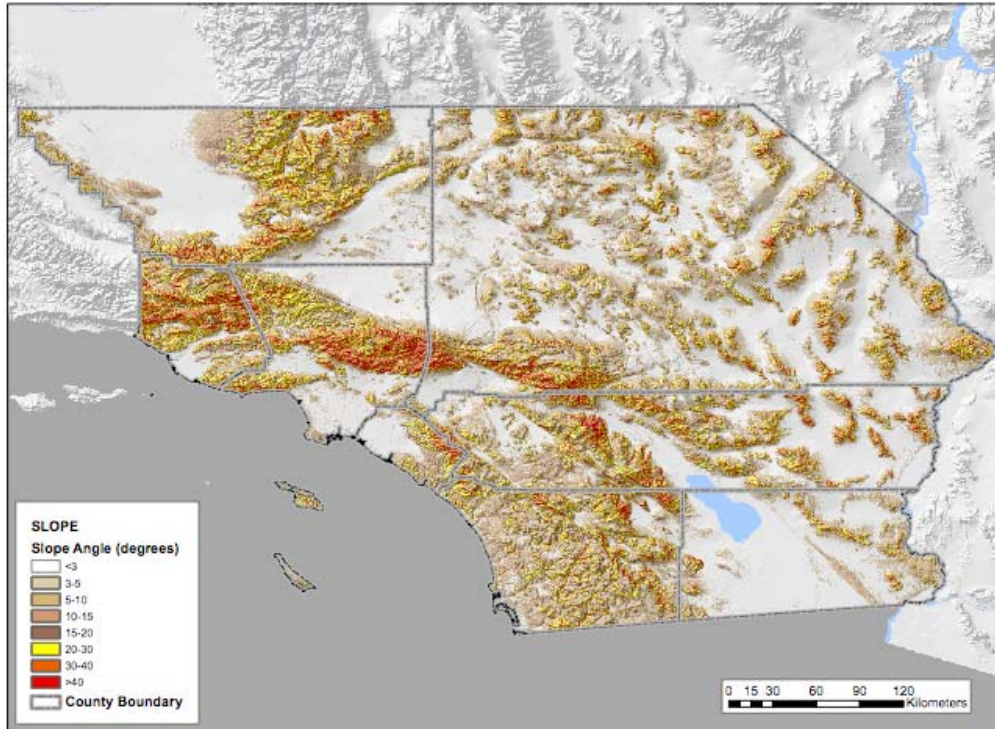 SLOPE
Slope Angle (degrees)
<3
3-5
5-10
10-15
15-20
20-30
30-40
>40
County Boundary
0 15 30 60 90 120
Kilometers